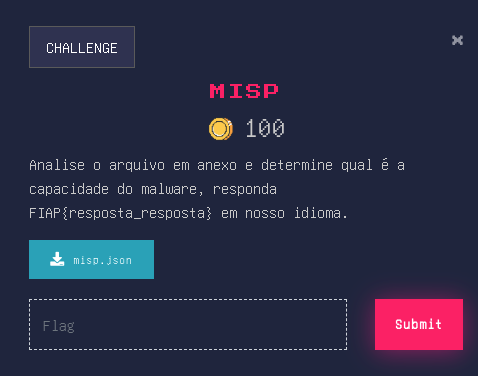 CHALLENGE
×
MISP
100
Analise o arquivo em anexo e determine qual é a
capacidade do malware, responda
FIAP{resposta_resposta} em nosso idioma.
misp.json
Flag
Submit